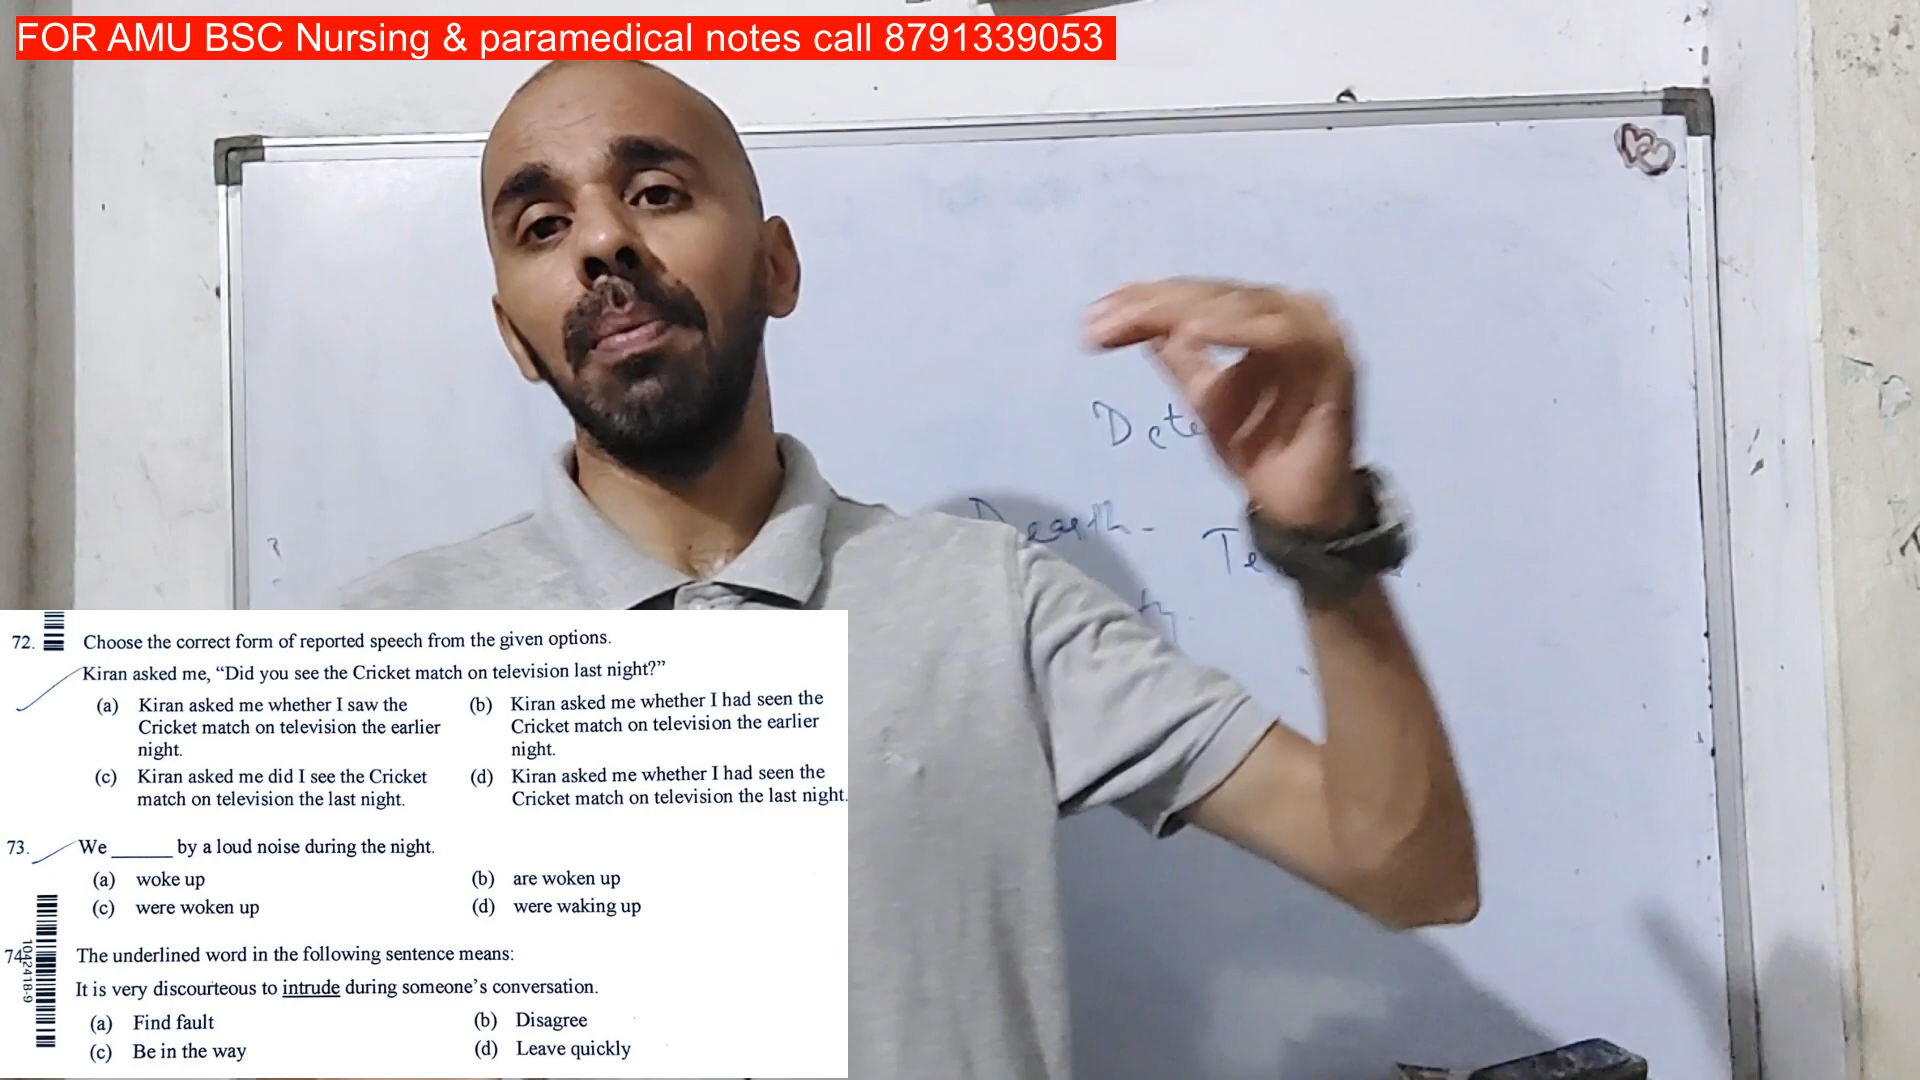 FOR AMU BSC Nursing & paramedical notes call 8791339053
Dearth-
72. Choose the correct form of reported speech from the given options.
Kiran asked me, “Did you see the Cricket match on television last night?”
(a) Kiran asked me whether I saw the
Cricket match on television the earlier
night.
(b) Kiran asked me whether I had seen the
Cricket match on television the earlier
night.
(c) Kiran asked me did I see the Cricket
match on television the last night.
(d) Kiran asked me whether I had seen the
Cricket match on television the last night.
73. We ______ by a loud noise during the night.
(a) woke up
(b) are woken up
(c) were woken up
(d) were waking up
74. The underlined word in the following sentence means:
It is very discourteous to intrude during someone’s conversation.
(a) Find fault
(b) Disagree
(c) Be in the way
(d) Leave quickly
1042418-9